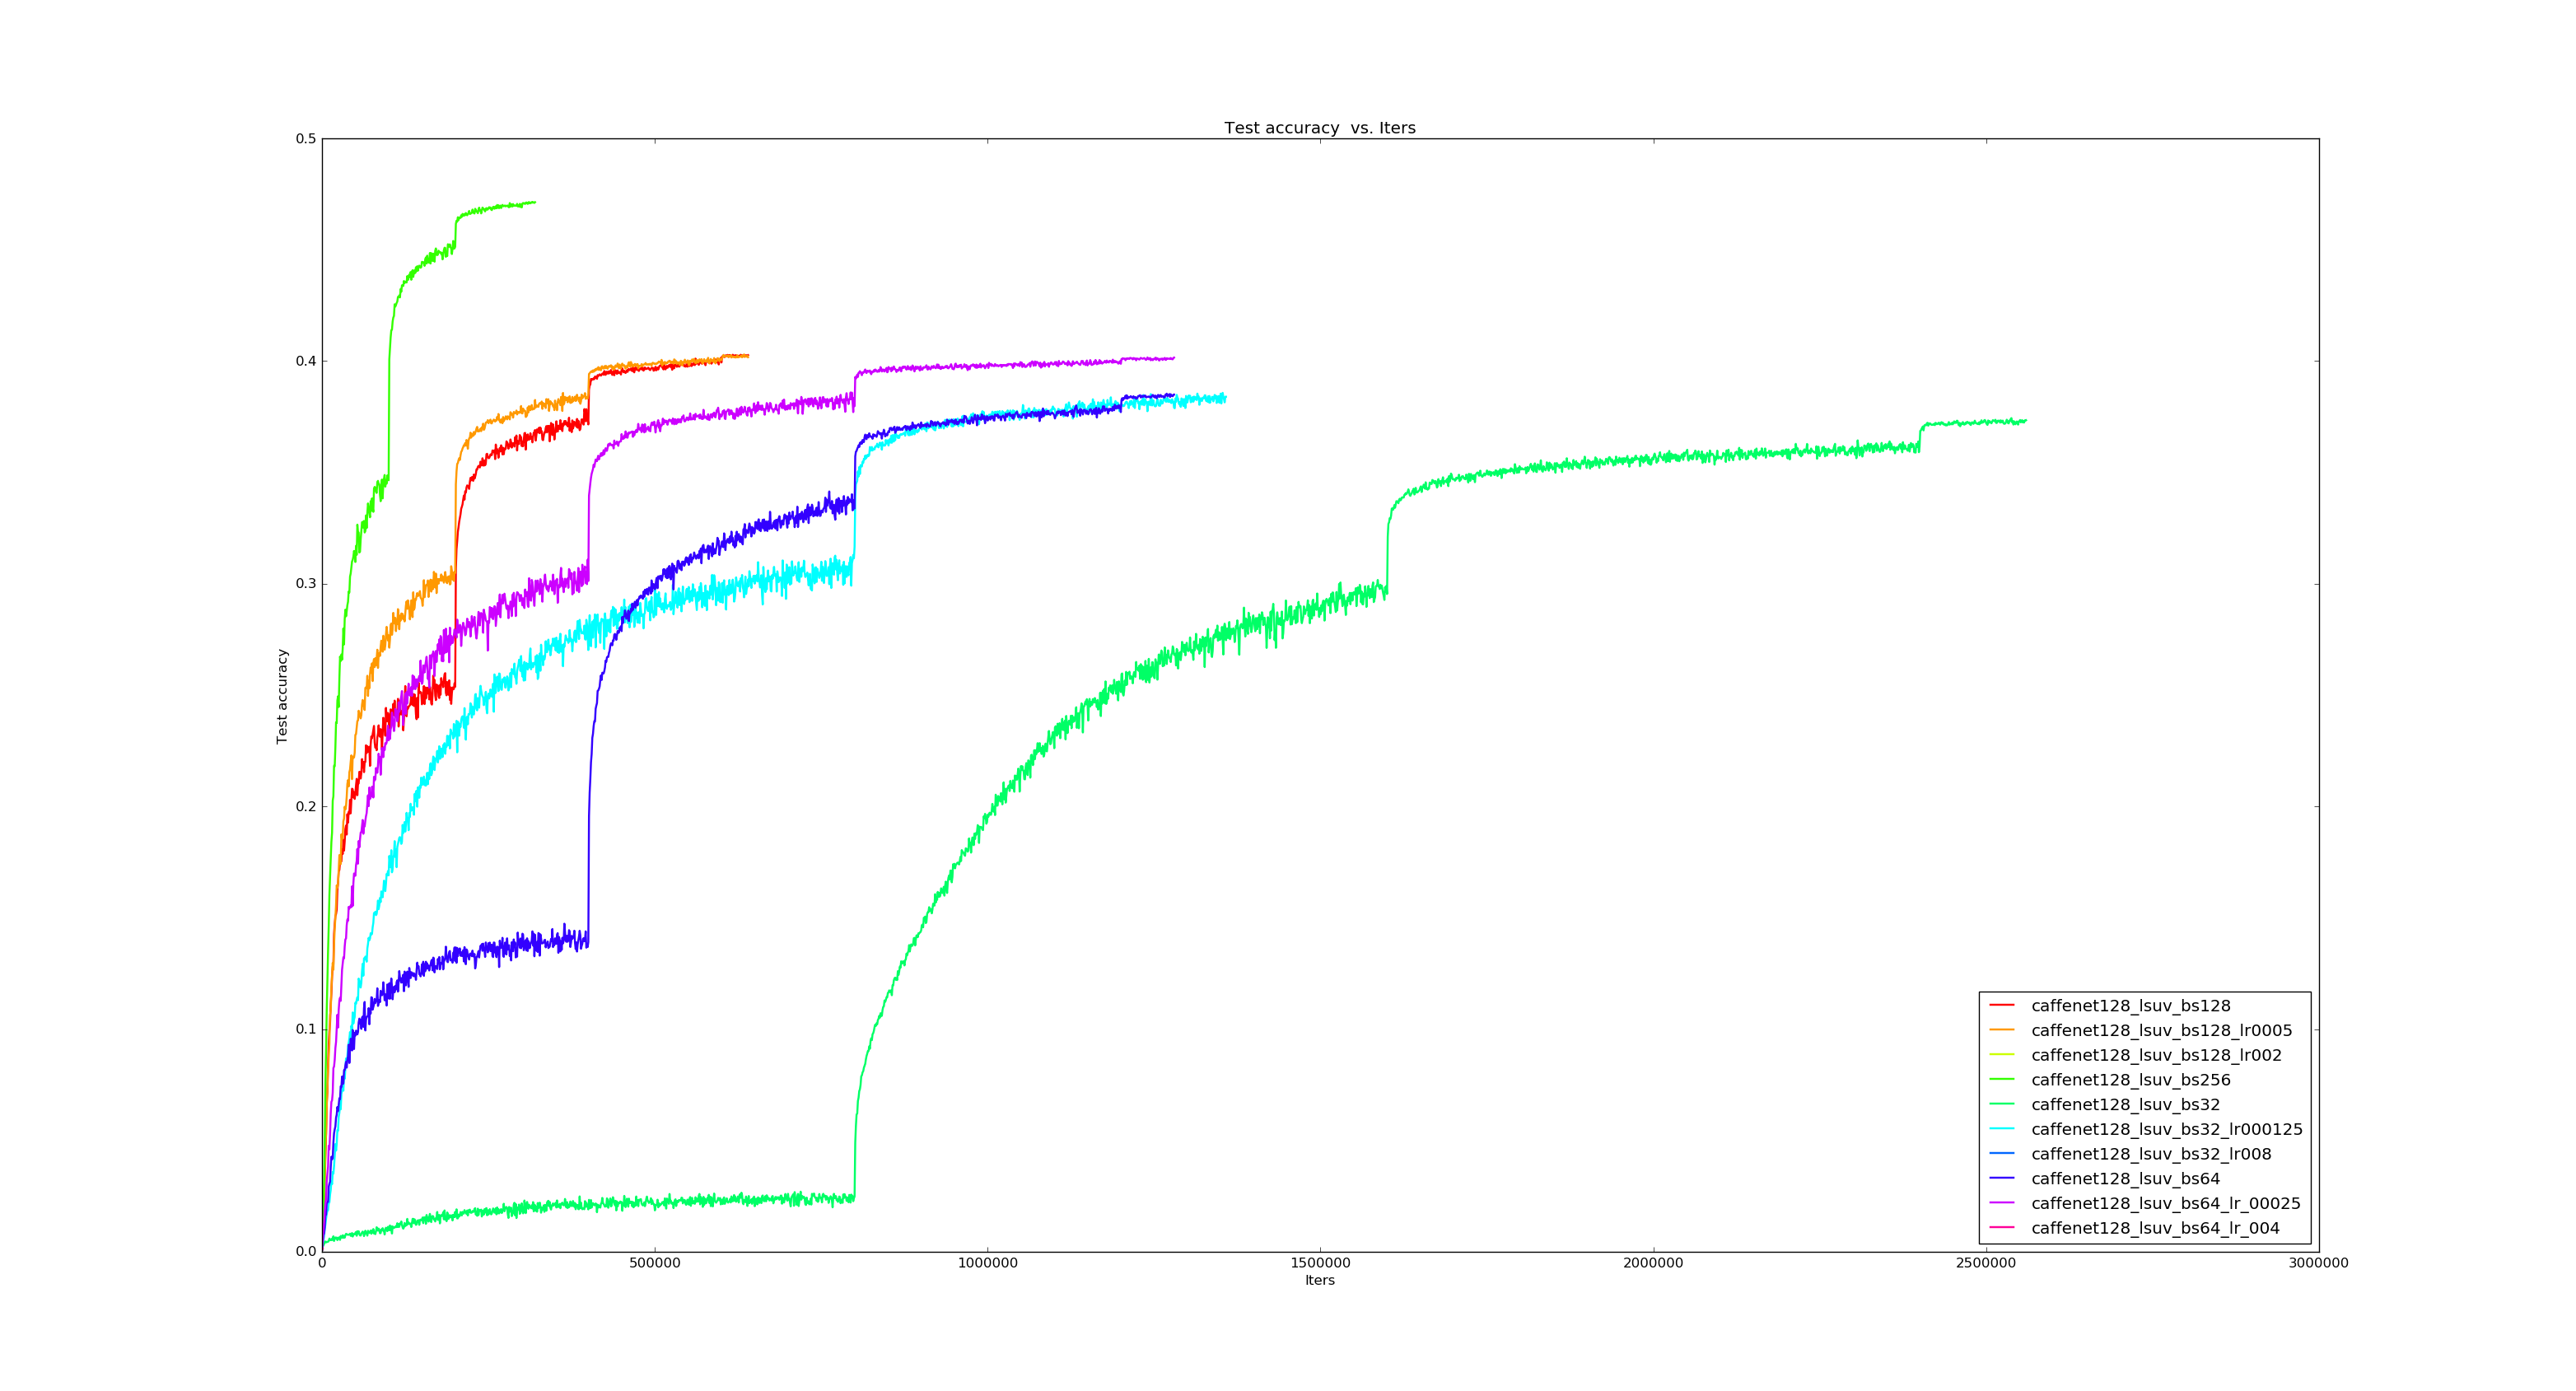 Test accuracy  vs. Iters
0.5
0.4
0.3
0.2
0.1
0.0
Test accuracy
0
500000
1000000
1500000
2000000
2500000
3000000
Iters
caffenet128_lsuv_bs128
caffenet128_lsuv_bs128_lr0005
caffenet128_lsuv_bs128_lr002
caffenet128_lsuv_bs256
caffenet128_lsuv_bs32
caffenet128_lsuv_bs32_lr000125
caffenet128_lsuv_bs32_lr008
caffenet128_lsuv_bs64
caffenet128_lsuv_bs64_lr_00025
caffenet128_lsuv_bs64_lr_004